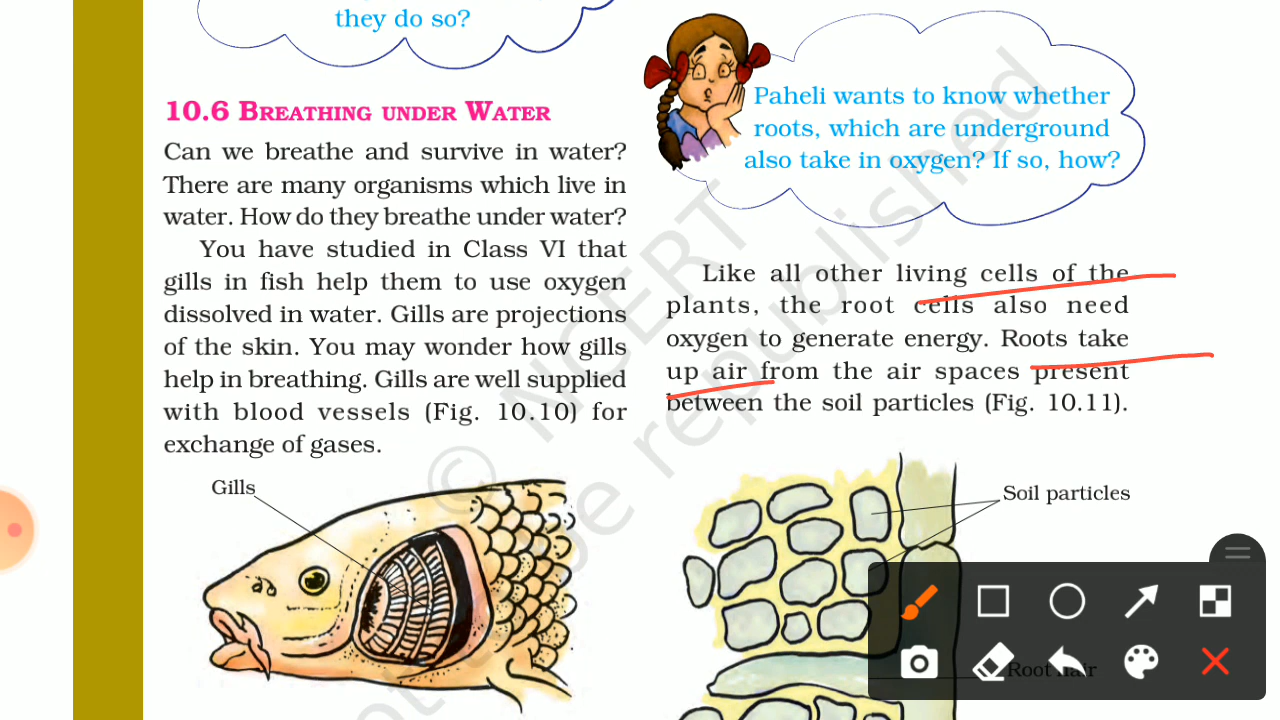 they do so?
10.6 BREATHING UNDER WATER
Can we breathe and survive in water?
There are many organisms which live in
water. How do they breathe under water?
You have studied in Class VI that
gills in fish help them to use oxygen
dissolved in water. Gills are projections
of the skin. You may wonder how gills
help in breathing. Gills are well supplied
with blood vessels (Fig. 10.10) for
exchange of gases.
Gills
Paheli wants to know whether
roots, which are underground
also take in oxygen? If so, how?
Like all other living cells of the
plants, the root cells also need
oxygen to generate energy. Roots take
up air from the air spaces present
between the soil particles (Fig. 10.11).
Soil particles
Root hair
© NCERT
be republished